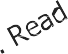 . Read